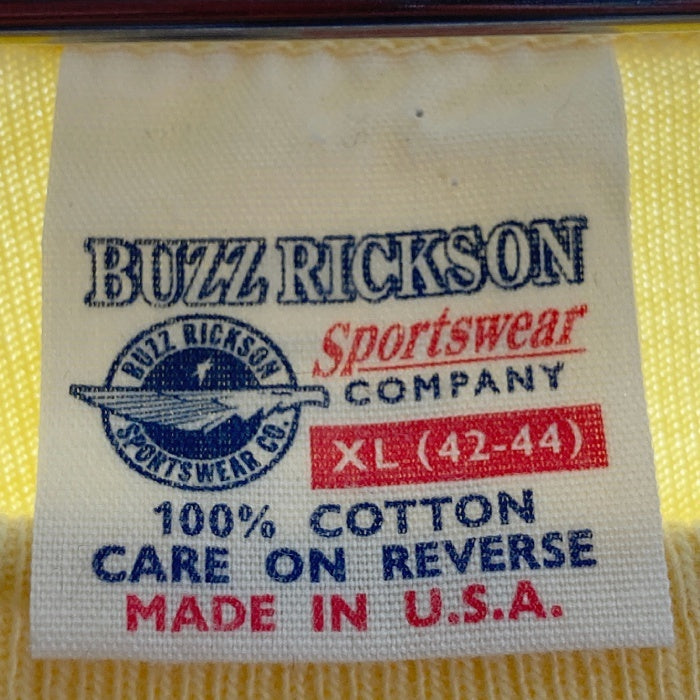 BUZZ RICKSON
BUZZ RICKSON
SPORTSWEAR CO.
Sportswear
COMPANY
XL (42-44)
100% COTTON
CARE ON REVERSE
MADE IN U.S.A.